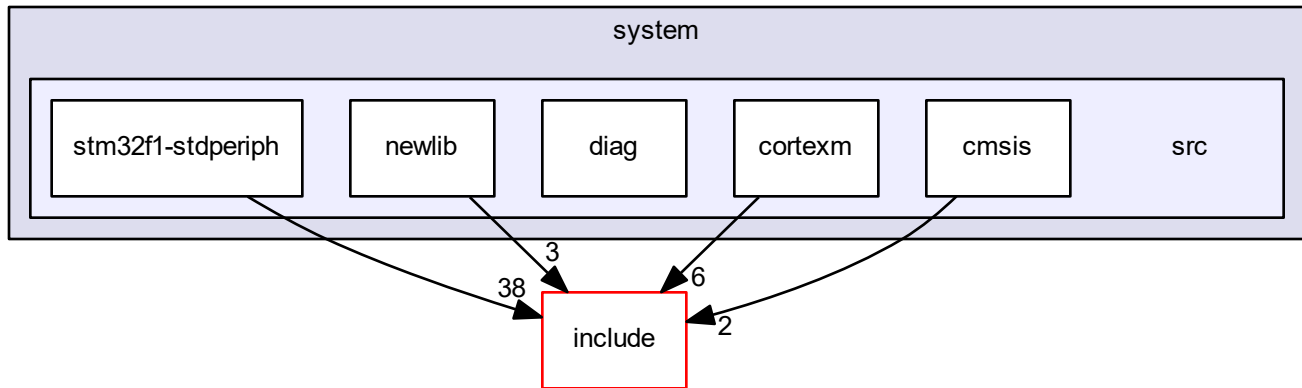 system
stm32f1-stdperiph
newlib
diag
cortexm
cmsis
src
3
6
38
2
include